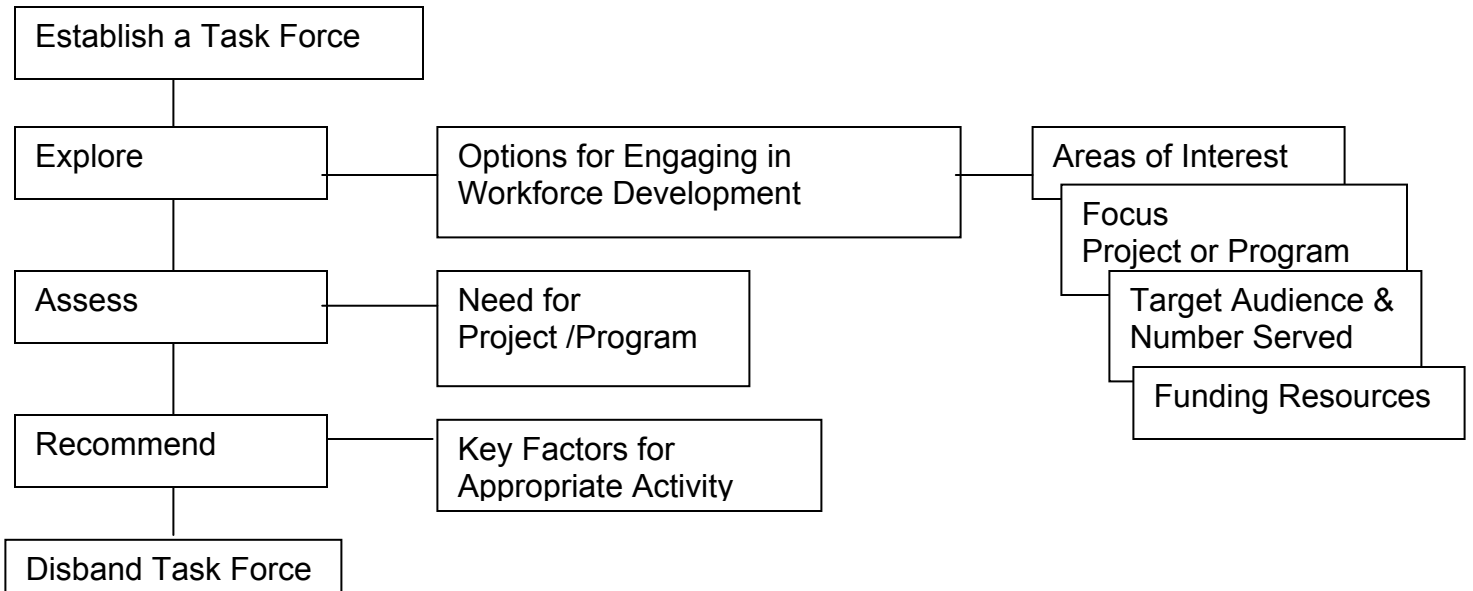 Establish a Task Force
Explore
Options for Engaging in
Workforce Development
Areas of Interest
Focus
Project or Program
Target Audience &
Number Served
Funding Resources
Assess
Need for
Project /Program
Recommend
Key Factors for
Appropriate Activity
Disband Task Force